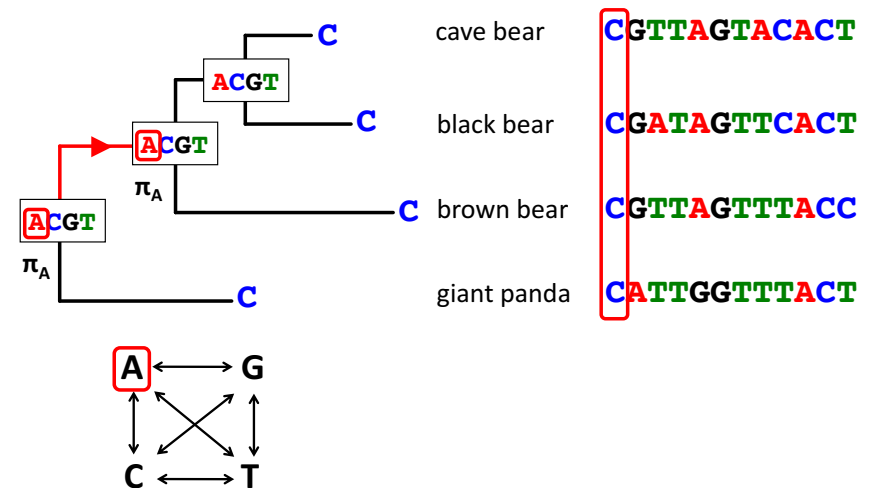 C cave bear CGTTAGTACACT
ACGT
C black bear CGATAGTTCACT
ACGT
πA
C brown bear CGTTAGTTTACC
ACGT
πA
C giant panda CATTGGTTTACT
A G
C T